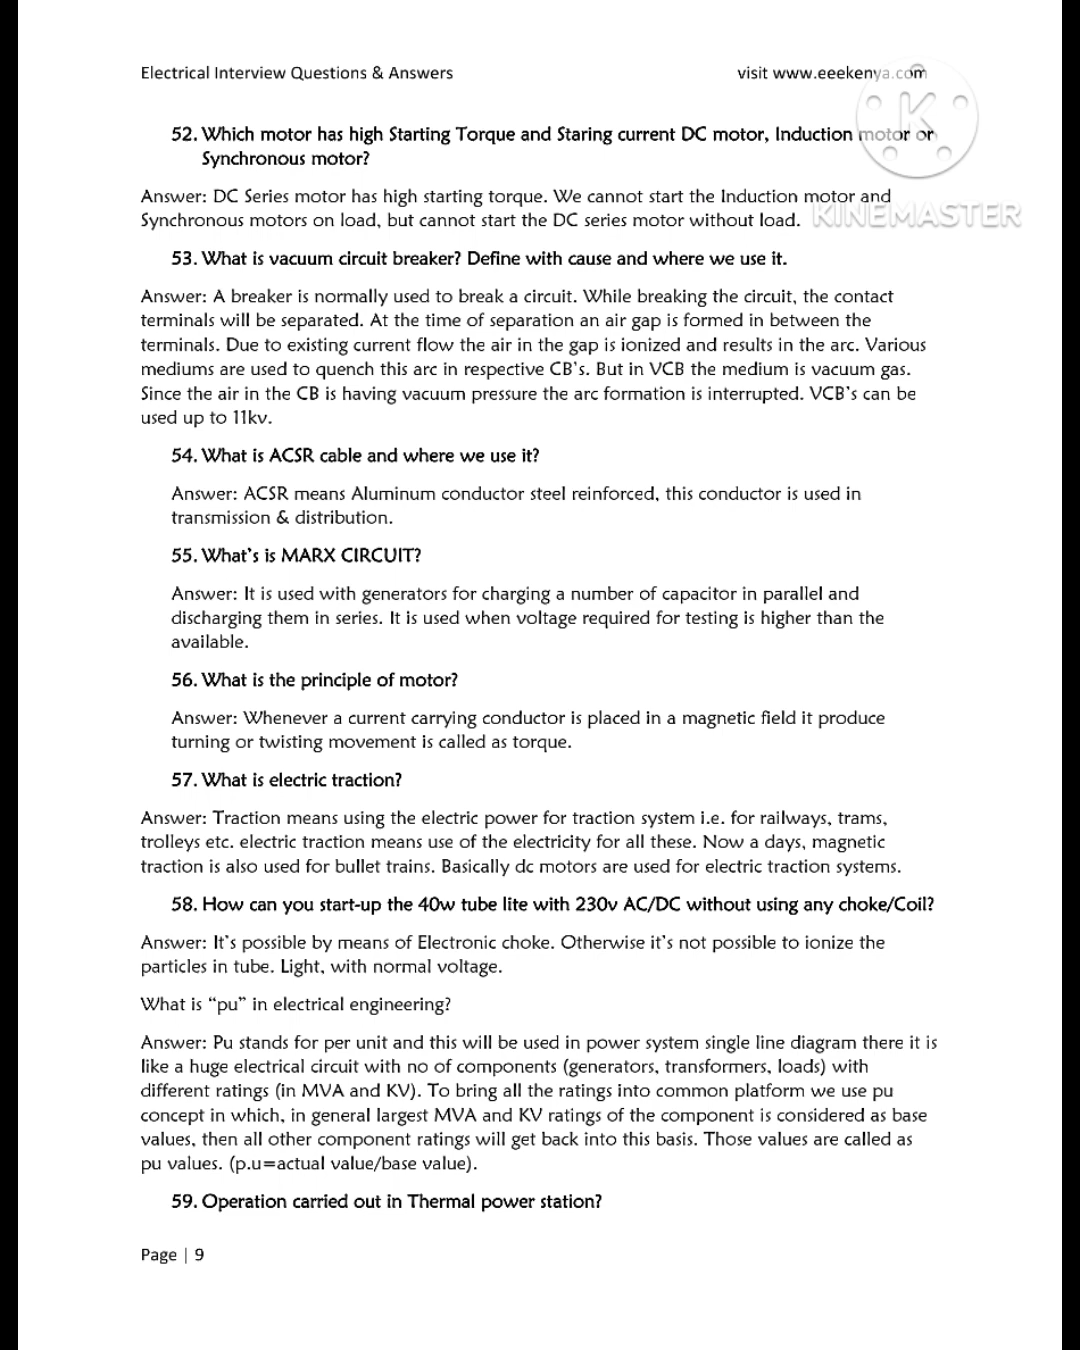 Electrical Interview Questions & Answers visit www.eeekenya.com
K
52. Which motor has high Starting Torque and Staring current DC motor, Induction motor or
Synchronous motor?
Answer: DC Series motor has high starting torque. We cannot start the Induction motor and
Synchronous motors on load, but cannot start the DC series motor without load.
KINEMASTER
53. What is vacuum circuit breaker? Define with cause and where we use it.
Answer: A breaker is normally used to break a circuit. While breaking the circuit, the contact
terminals will be separated. At the time of separation an air gap is formed in between the
terminals. Due to existing current flow the air in the gap is ionized and results in the arc. Various
mediums are used to quench this arc in respective CB's. But in VCB the medium is vacuum gas.
Since the air in the CB is having vacuum pressure the arc formation is interrupted. VCB's can be
used up to 11kv.
54. What is ACSR cable and where we use it?
Answer: ACSR means Aluminum conductor steel reinforced, this conductor is used in
transmission & distribution.
55. What's is MARX CIRCUIT?
Answer: It is used with generators for charging a number of capacitor in parallel and
discharging them in series. It is used when voltage required for testing is higher than the
available.
56. What is the principle of motor?
Answer: Whenever a current carrying conductor is placed in a magnetic field it produce
turning or twisting movement is called as torque.
57. What is electric traction?
Answer: Traction means using the electric power for traction system i.e. for railways, trams,
trolleys etc. electric traction means use of the electricity for all these. Now a days, magnetic
traction is also used for bullet trains. Basically dc motors are used for electric traction systems.
58. How can you start-up the 40w tube lite with 230v AC/DC without using any choke/Coil?
Answer: It's possible by means of Electronic choke. Otherwise it's not possible to ionize the
particles in tube. Light, with normal voltage.
What is “pu” in electrical engineering?
Answer: Pu stands for per unit and this will be used in power system single line diagram there it is
like a huge electrical circuit with no of components (generators, transformers, loads) with
different ratings (in MVA and KV). To bring all the ratings into common platform we use pu
concept in which, in general largest MVA and KV ratings of the component is considered as base
values, then all other component ratings will get back into this basis. Those values are called as
pu values. (p.u=actual value/base value).
59. Operation carried out in Thermal power station?
Page | 9